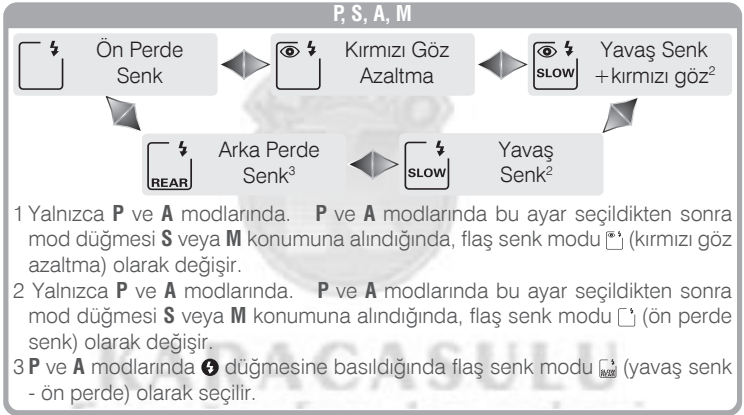 P, S, A, M
Ön Perde
Senk
Kırmızı Göz
Azaltma
SLOW
Yavaş Senk
+kırmızı göz²
REAR
Arka Perde
Senk³
SLOW
Yavaş
Senk²
1 Yalnızca P ve A modlarında. P ve A modlarında bu ayar seçildikten sonra
mod düğmesi S veya M konumuna alındığında, flaş senk modu (kırmızı göz
azaltma) olarak değişir.
2 Yalnızca P ve A modlarında. P ve A modlarında bu ayar seçildikten sonra
mod düğmesi S veya M konumuna alındığında, flaş senk modu (ön perde
senk) olarak değişir.
3 P ve A modlarında düğmesine basıldığında flaş senk modu (yavaş senk
- ön perde) olarak seçilir.
KARACASULU